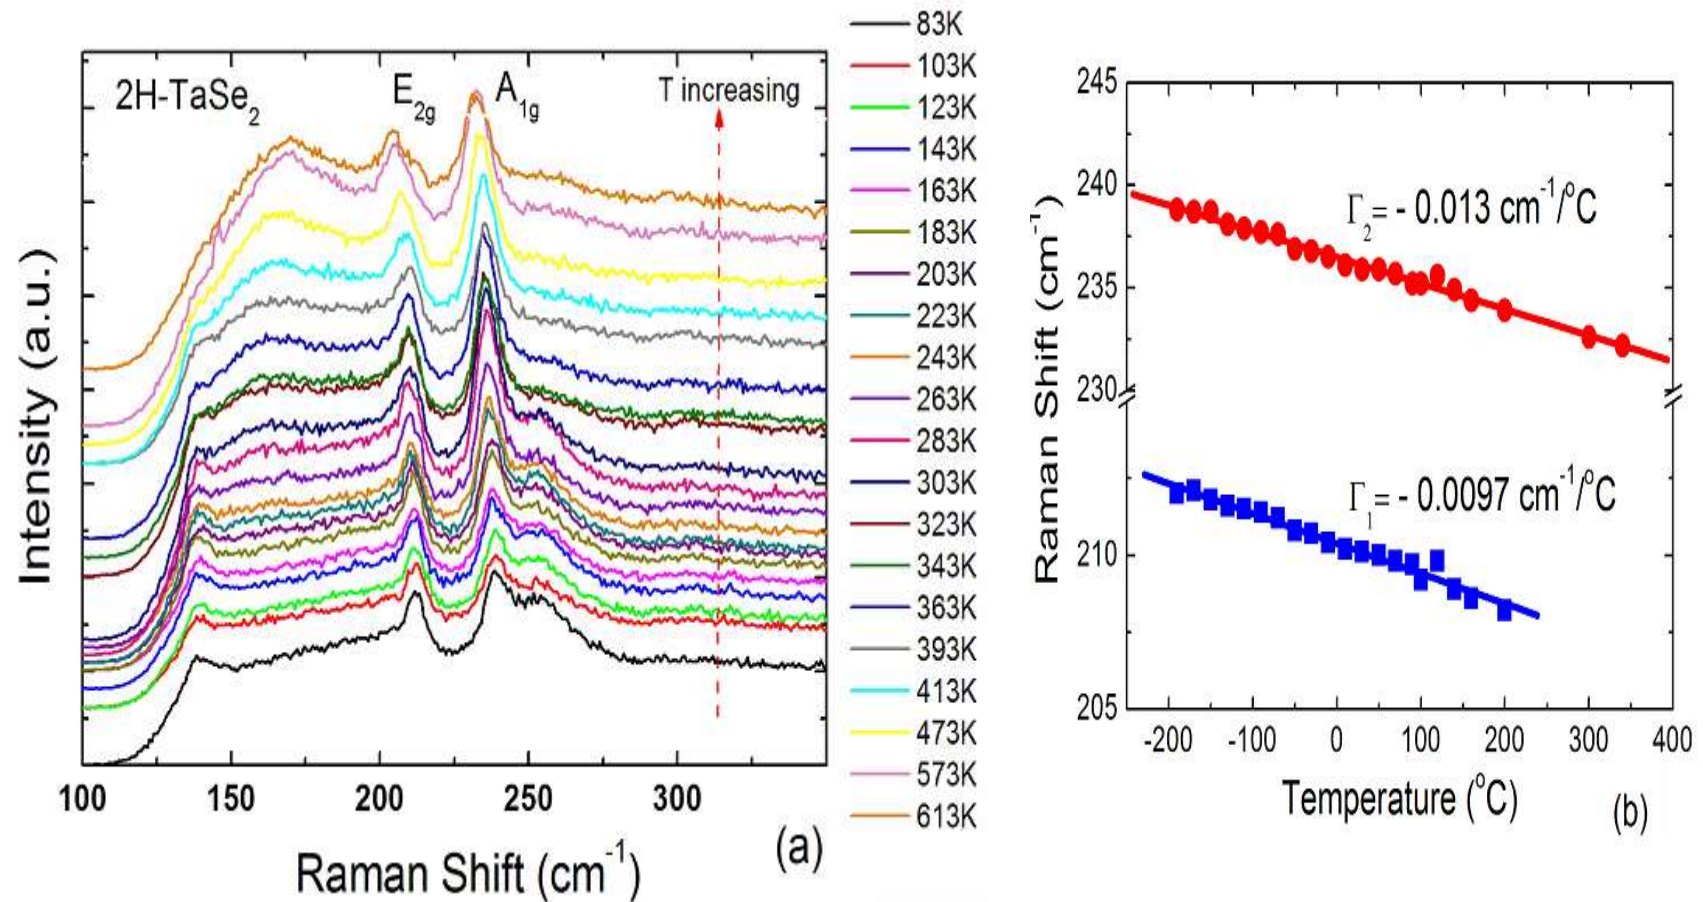 2H-TaSe2
E2g
A1g
T increasing
Intensity (a.u.)
100 150 200 250 300
Raman Shift (cm-1)
(a)
83K
103K
123K
143K
163K
183K
203K
223K
243K
263K
283K
303K
323K
343K
363K
393K
413K
473K
573K
613K
245
240
235
230
210
205
Raman Shift (cm-1)
Γ2= - 0.013 cm-1/oC
Γ1= - 0.0097 cm-1/oC
-200 -100 0 100 200 300 400
Temperature (oC)
(b)